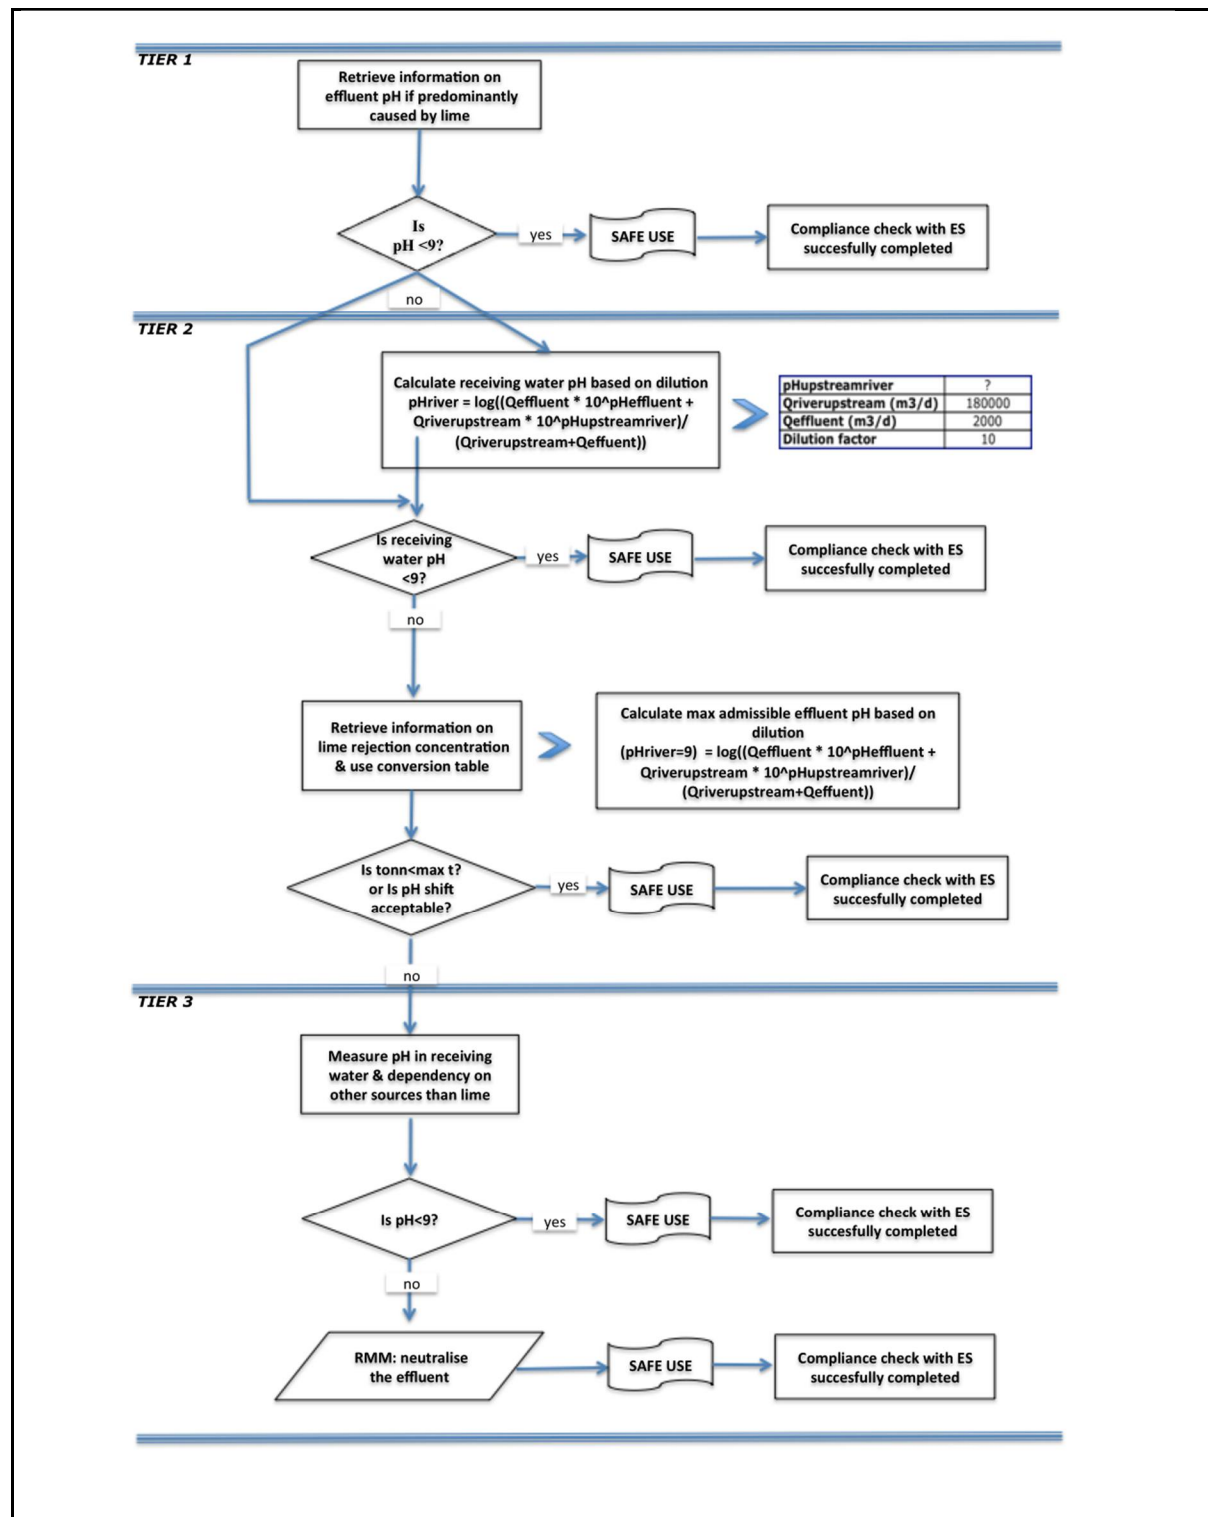 TIER 1
Retrieve information on
effluent pH if predominantly
caused by lime
Is
pH <9?
yes
SAFE USE
Compliance check with ES
succesfully completed
no
TIER 2
Calculate receiving water pH based on dilution
pHriver = log((Qeffluent * 10^pHeffluent +
Qriverupstream * 10^pHupstreamriver)/
(Qriverupstream+Qeffuent))
pHupstreamriver ?
Qriverupstream (m3/d) 180000
Qeffluent (m3/d) 2000
Dilution factor 10
Is receiving
water pH
<9?
yes
SAFE USE
Compliance check with ES
succesfully completed
no
Retrieve information on
lime rejection concentration
& use conversion table
Calculate max admissible effluent pH based on
dilution
(pHriver=9) = log((Qeffluent * 10^pHeffluent +
Qriverupstream * 10^pHupstreamriver)/
(Qriverupstream+Qeffuent))
Is tonn<max t?
or Is pH shift
acceptable?
yes
SAFE USE
Compliance check with ES
succesfully completed
no
TIER 3
Measure pH in receiving
water & dependency on
other sources than lime
Is pH<9?
yes
SAFE USE
Compliance check with ES
succesfully completed
no
RMM: neutralise
the effluent
SAFE USE
Compliance check with ES
succesfully completed